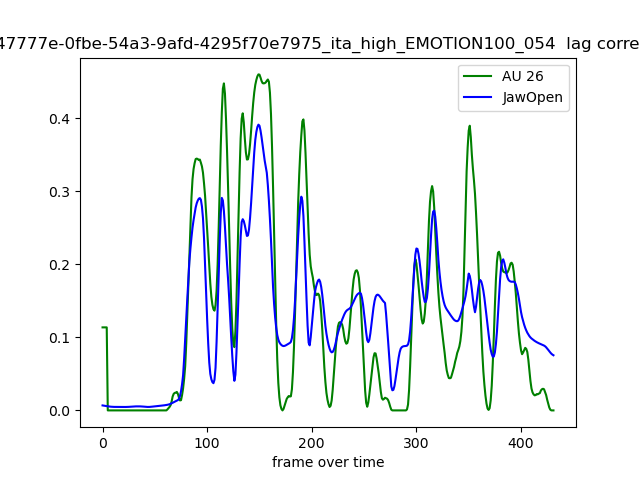 47777e-0fbe-54a3-9afd-4295f70e7975_ita_high_EMOTION100_054 lag corre
AU 26
JawOpen
0.4
0.3
0.2
0.1
0.0
0 100 200 300 400
frame over time